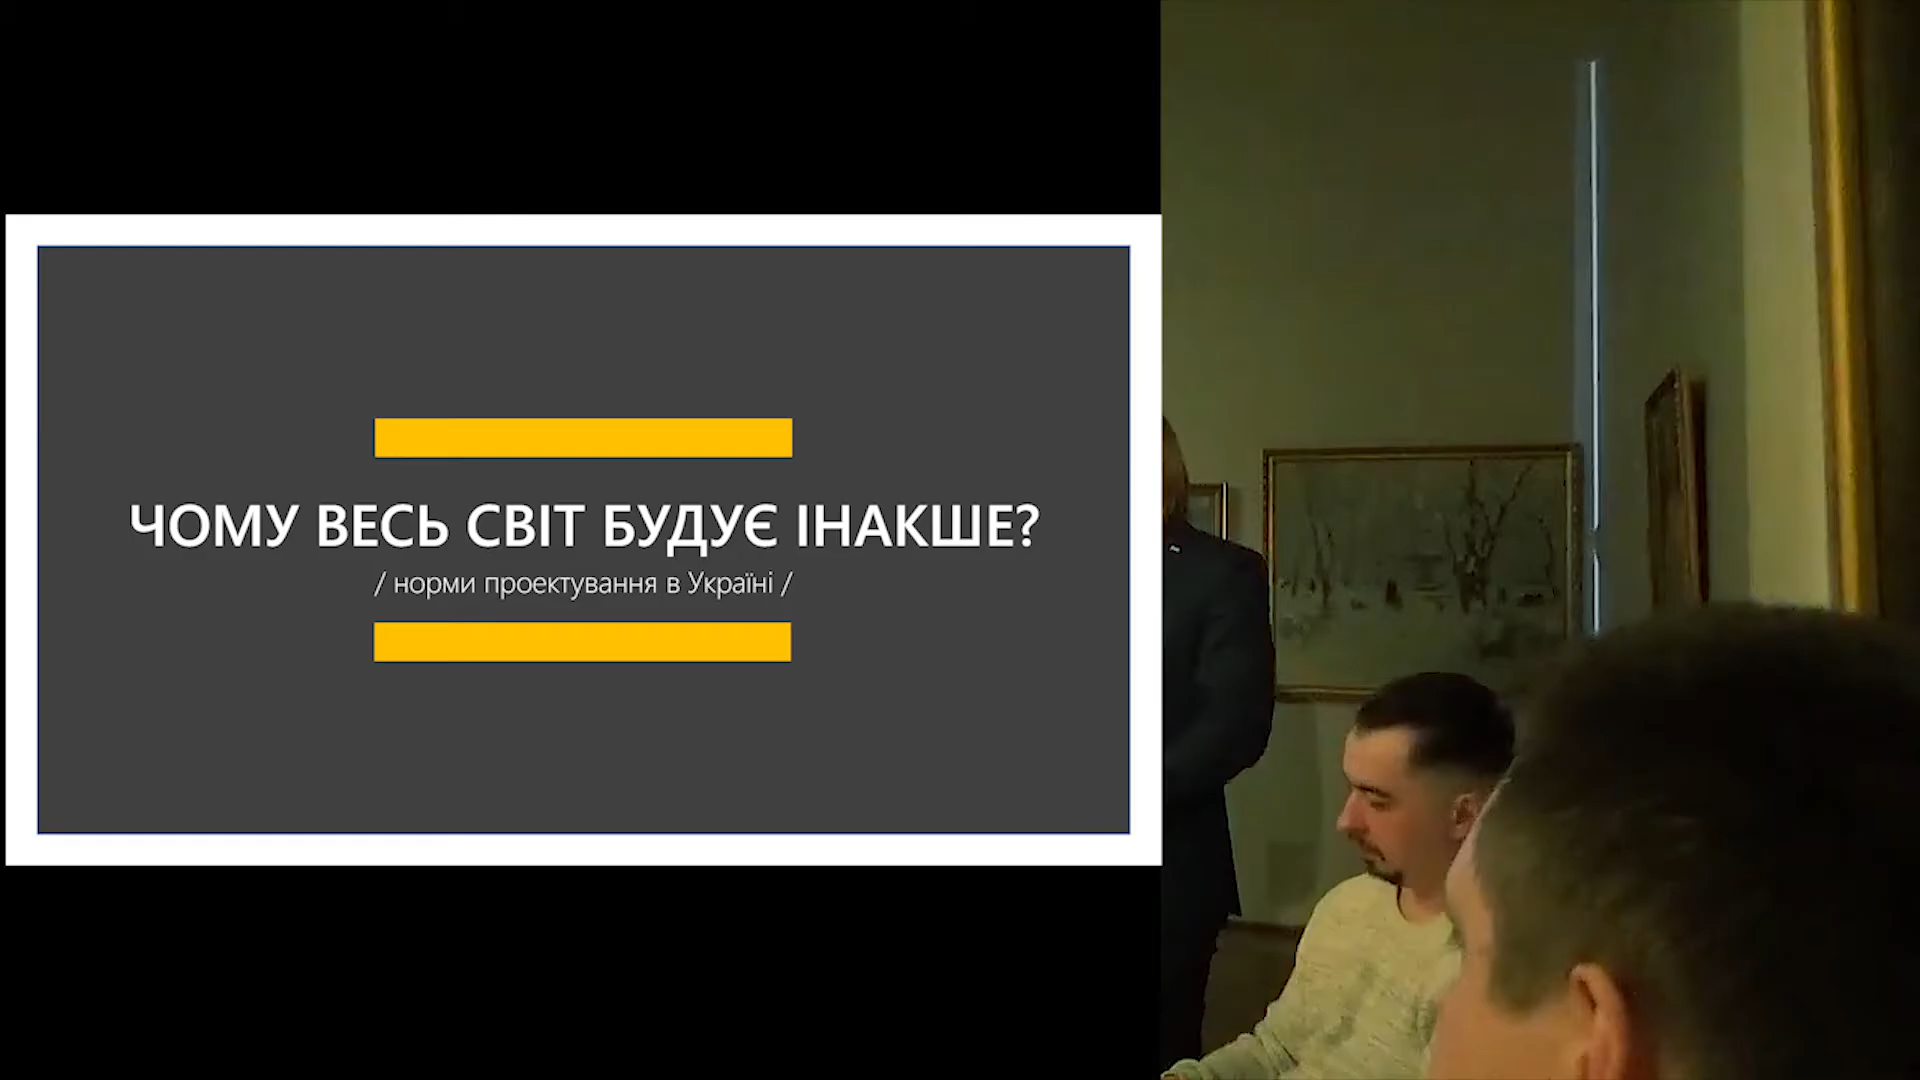 ЧОМУ ВЕСЬ СВІТ БУДУЄ ІНАКШЕ?
/ норми проектування в Україні /